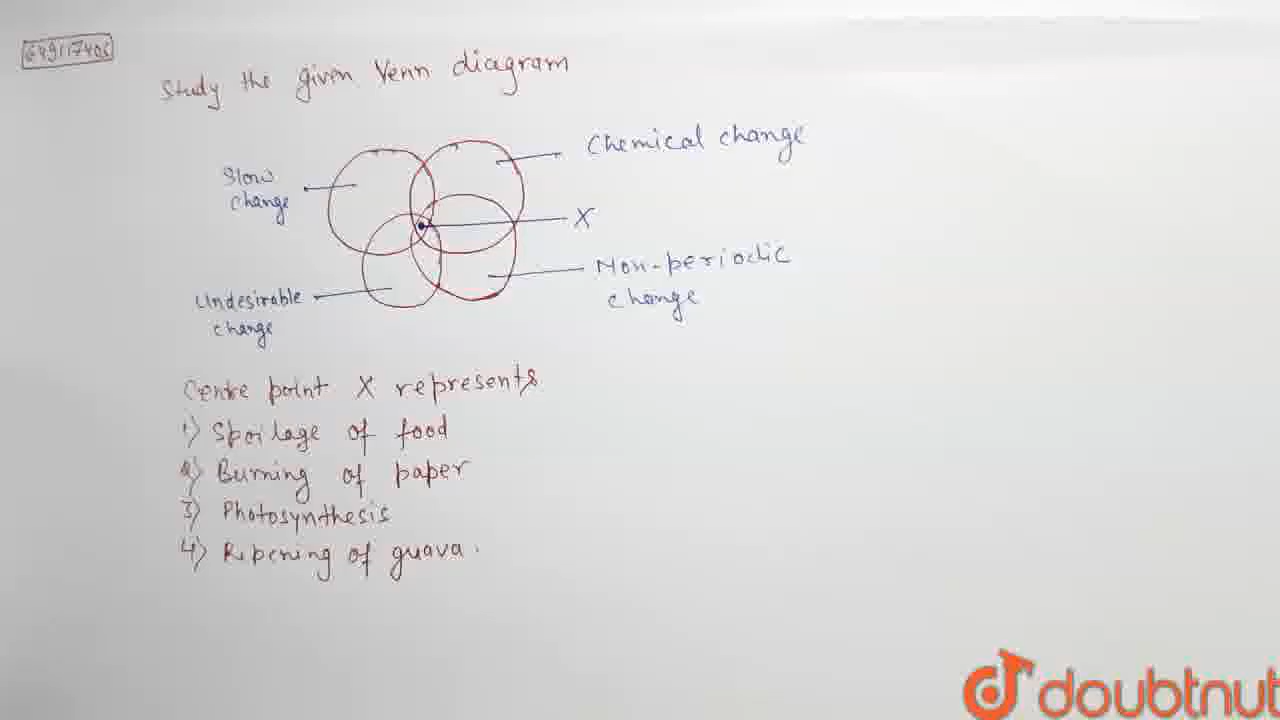 649117406
Study the given Venn diagram
Chemical change
Slow
change
X
Non-periodic
change
Undesirable
change
Centre point X represents
1) Spoilage of food
2) Burning of paper
3) Photosynthesis
4) Ripening of guava.
doubtnut